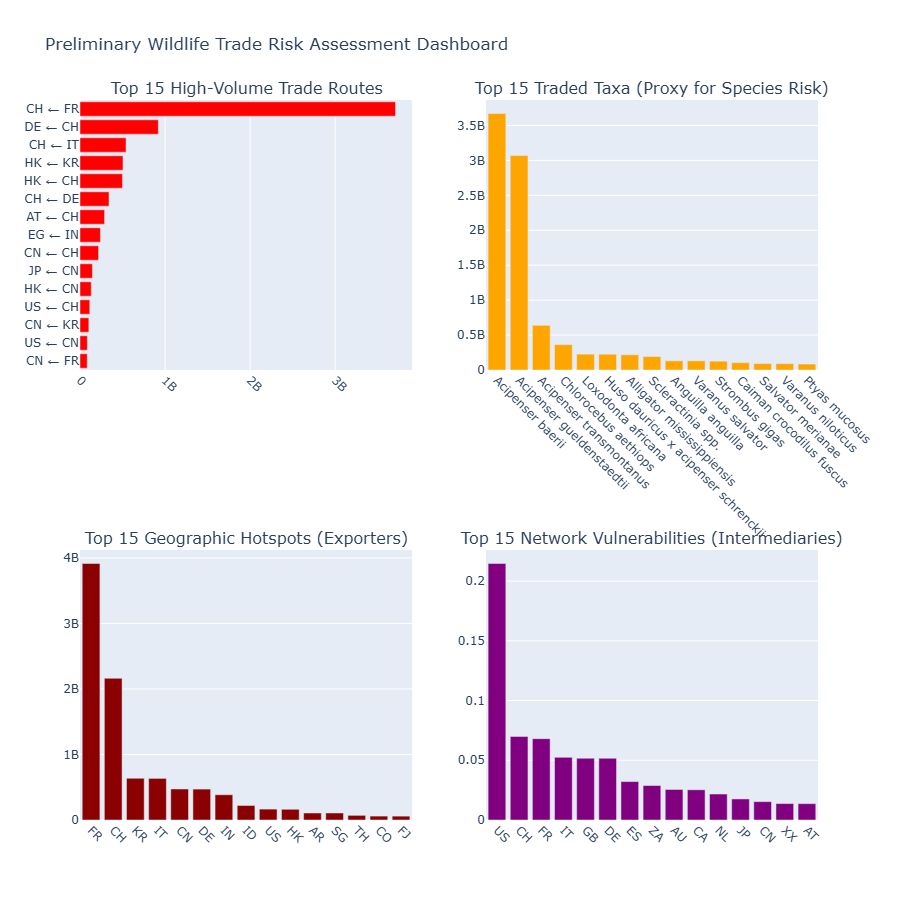 Preliminary Wildlife Trade Risk Assessment Dashboard
Top 15 High-Volume Trade Routes
CH ← FR
DE ← CH
CH ← IT
HK ← KR
HK ← CH
CH ← DE
AT ← CH
EG ← IN
CN ← CH
JP ← CN
HK ← CN
US ← CH
CN ← KR
US ← CN
CN ← FR
0
1B
2B
3B
Top 15 Traded Taxa (Proxy for Species Risk)
3.5B
3B
2.5B
2B
1.5B
1B
0.5B
0
Acipenser baerii
Acipenser gueldenstaedtii
Acipenser transmontanus
Chlorocebus aethiops
Loxodonta africana
Huso dauricus x acipenser schrenckii
Alligator mississippiensis
Scleractinia spp.
Anguilla anguilla
Varanus salvator
Strombus gigas
Caiman crocodilus fuscus
Salvator merianae
Varanus niloticus
Ptyas mucosus
Top 15 Geographic Hotspots (Exporters)
4B
3B
2B
1B
0
FR
CH
KR
IT
CN
DE
IN
ID
US
HK
AR
SG
TH
CO
FJ
Top 15 Network Vulnerabilities (Intermediaries)
0.2
0.15
0.1
0.05
0
US
CH
FR
IT
GB
DE
ES
ZA
AU
CA
NL
JP
CN
XX
AT